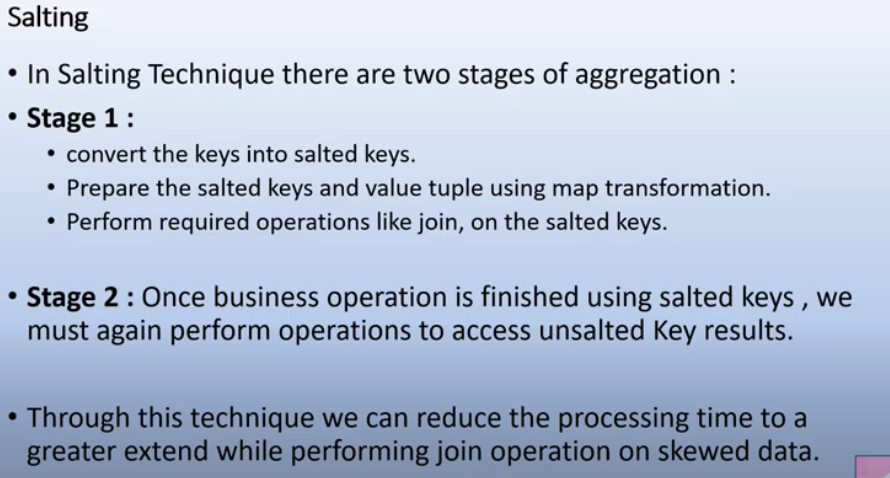 Salting
• In Salting Technique there are two stages of aggregation :
• Stage 1 :
• convert the keys into salted keys.
• Prepare the salted keys and value tuple using map transformation.
• Perform required operations like join, on the salted keys.
• Stage 2 : Once business operation is finished using salted keys , we
must again perform operations to access unsalted Key results.
• Through this technique we can reduce the processing time to a
greater extend while performing join operation on skewed data.